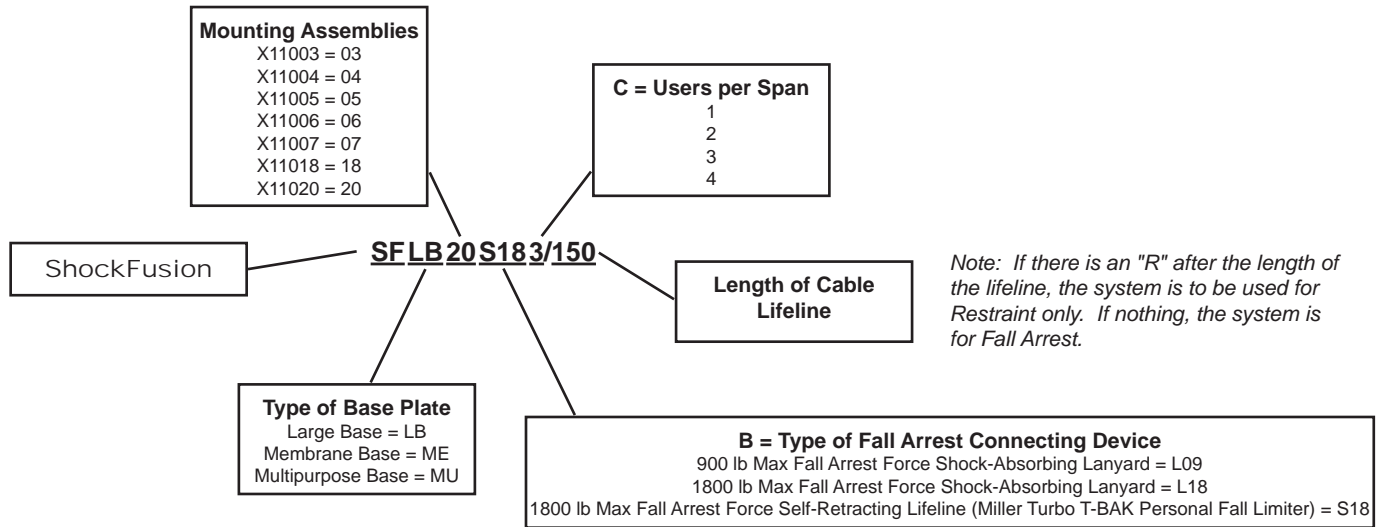 Mounting Assemblies
X11003 = 03
X11004 = 04
X11005 = 05
X11006 = 06
X11007 = 07
X11018 = 18
X11020 = 20
C = Users per Span
1
2
3
4
ShockFusion
SFLB20S183/150
Length of Cable
Lifeline
Note: If there is an "R" after the length of
the lifeline, the system is to be used for
Restraint only. If nothing, the system is
for Fall Arrest.
Type of Base Plate
Large Base = LB
Membrane Base = ME
Multipurpose Base = MU
B = Type of Fall Arrest Connecting Device
900 lb Max Fall Arrest Force Shock-Absorbing Lanyard = L09
1800 lb Max Fall Arrest Force Shock-Absorbing Lanyard = L18
1800 lb Max Fall Arrest Force Self-Retracting Lifeline (Miller Turbo T-BAK Personal Fall Limiter) = S18